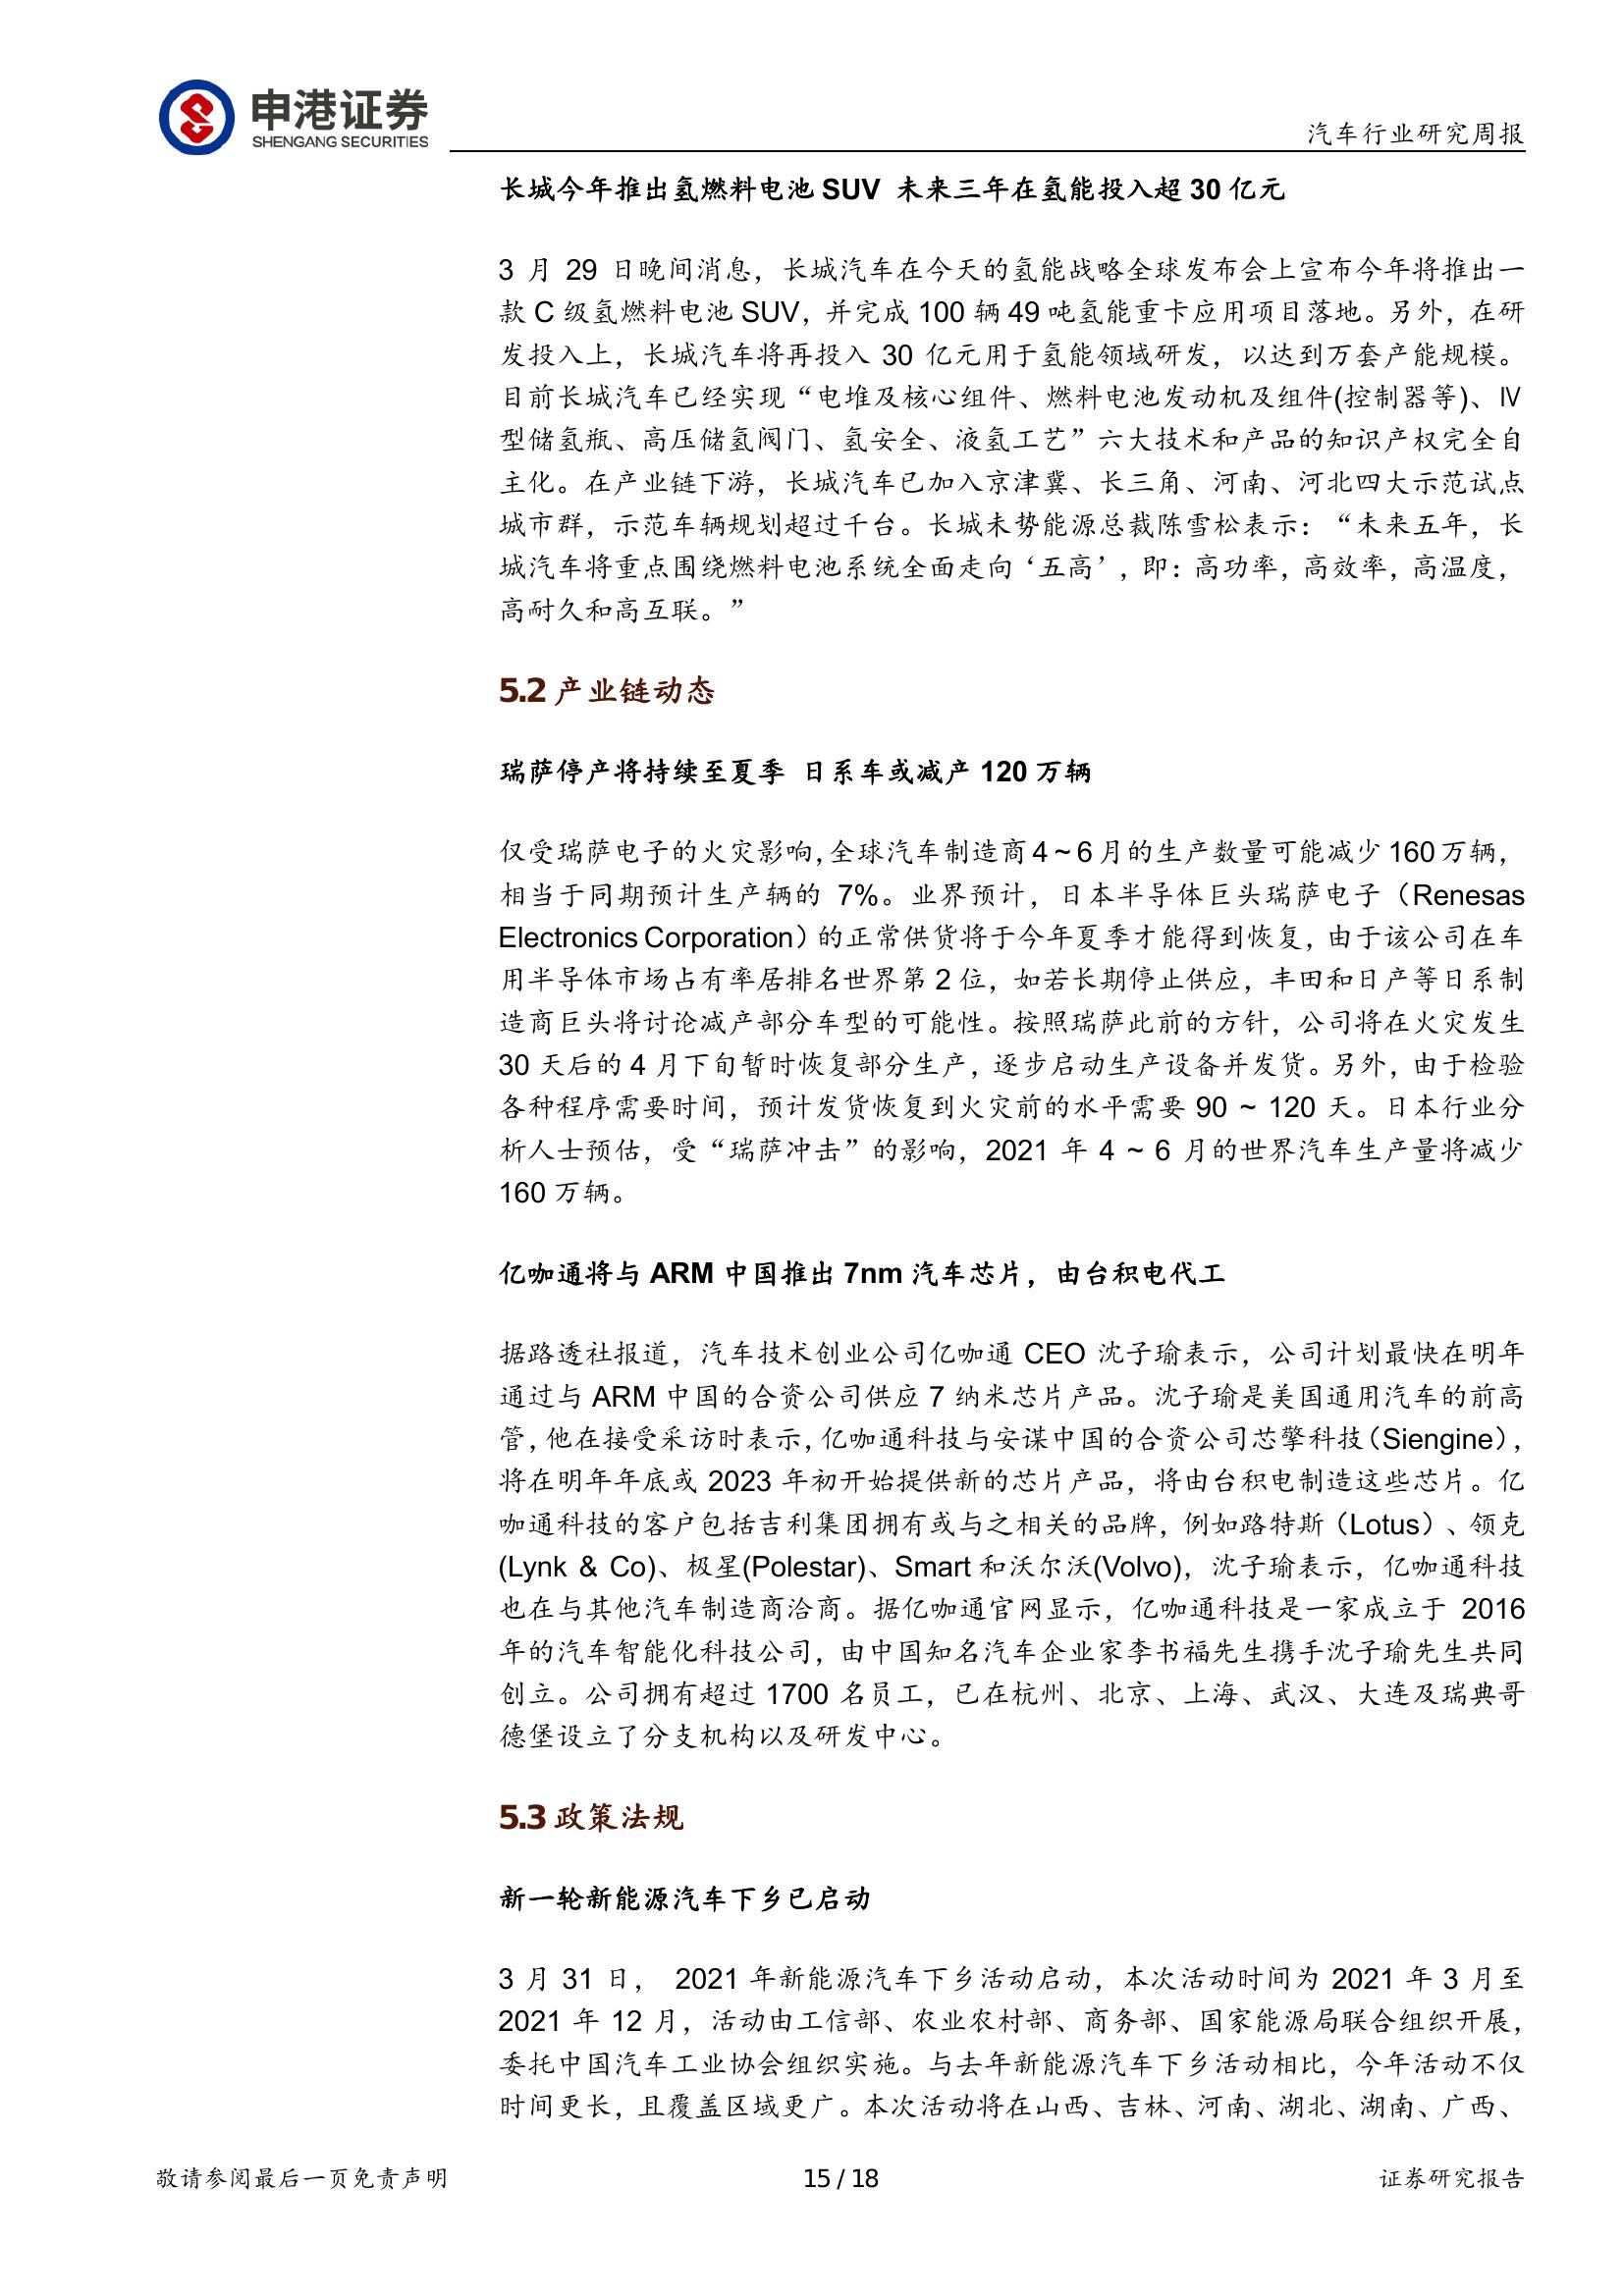 申港证券
SHENGANG SECURITIES
汽车行业研究周报
长城今年推出氢燃料电池 SUV 未来三年在氢能投入超 30 亿元
3 月 29 日晚间消息，长城汽车在今天的氢能战略全球发布会上宣布今年将推出一
款 C 级氢燃料电池 SUV，并完成 100 辆 49 吨氢能重卡应用项目落地。另外，在研
发投入上，长城汽车将再投入 30 亿元用于氢能领域研发，以达到万套产能规模。
目前长城汽车已经实现“电堆及核心组件、燃料电池发动机及组件(控制器等)、Ⅳ
型储氢瓶、高压储氢阀门、氢安全、液氢工艺”六大技术和产品的知识产权完全自
主化。在产业链下游，长城汽车已加入京津冀、长三角、河南、河北四大示范试点
城市群，示范车辆规划超过千台。长城未势能源总裁陈雪松表示：“未来五年，长
城汽车将重点围绕燃料电池系统全面走向‘五高’，即：高功率，高效率，高温度，
高耐久和高互联。”
5.2 产业链动态
瑞萨停产将持续至夏季 日系车或减产 120 万辆
仅受瑞萨电子的火灾影响，全球汽车制造商 4 ~ 6 月的生产数量可能减少 160 万辆，
相当于同期预计生产辆的 7%。业界预计，日本半导体巨头瑞萨电子（Renesas
Electronics Corporation）的正常供货将于今年夏季才能得到恢复，由于该公司在车
用半导体市场占有率居排名世界第 2 位，如若长期停止供应，丰田和日产等日系制
造商巨头将讨论减产部分车型的可能性。按照瑞萨此前的方针，公司将在火灾发生
30 天后的 4 月下旬暂时恢复部分生产，逐步启动生产设备并发货。另外，由于检验
各种程序需要时间，预计发货恢复到火灾前的水平需要 90 ~ 120 天。日本行业分
析人士预估，受“瑞萨冲击”的影响，2021 年 4 ~ 6 月的世界汽车生产量将减少
160 万辆。
亿咖通将与 ARM 中国推出 7nm 汽车芯片，由台积电代工
据路透社报道，汽车技术创业公司亿咖通 CEO 沈子瑜表示，公司计划最快在明年
通过与 ARM 中国的合资公司供应 7 纳米芯片产品。沈子瑜是美国通用汽车的前高
管，他在接受采访时表示，亿咖通科技与安谋中国的合资公司芯擎科技（Siengine），
将在明年年底或 2023 年初开始提供新的芯片产品，将由台积电制造这些芯片。亿
咖通科技的客户包括吉利集团拥有或与之相关的品牌，例如路特斯（Lotus）、领克
(Lynk & Co)、极星(Polestar)、Smart 和沃尔沃(Volvo)，沈子瑜表示，亿咖通科技
也在与其他汽车制造商洽商。据亿咖通官网显示，亿咖通科技是一家成立于 2016
年的汽车智能化科技公司，由中国知名汽车企业家李书福先生携手沈子瑜先生共同
创立。公司拥有超过 1700 名员工，已在杭州、北京、上海、武汉、大连及瑞典哥
德堡设立了分支机构以及研发中心。
5.3 政策法规
新一轮新能源汽车下乡已启动
3 月 31 日， 2021 年新能源汽车下乡活动启动，本次活动时间为 2021 年 3 月至
2021 年 12 月，活动由工信部、农业农村部、商务部、国家能源局联合组织开展，
委托中国汽车工业协会组织实施。与去年新能源汽车下乡活动相比，今年活动不仅
时间更长，且覆盖区域更广。本次活动将在山西、吉林、河南、湖北、湖南、广西、
敬请参阅最后一页免责声明
15 / 18
证券研究报告